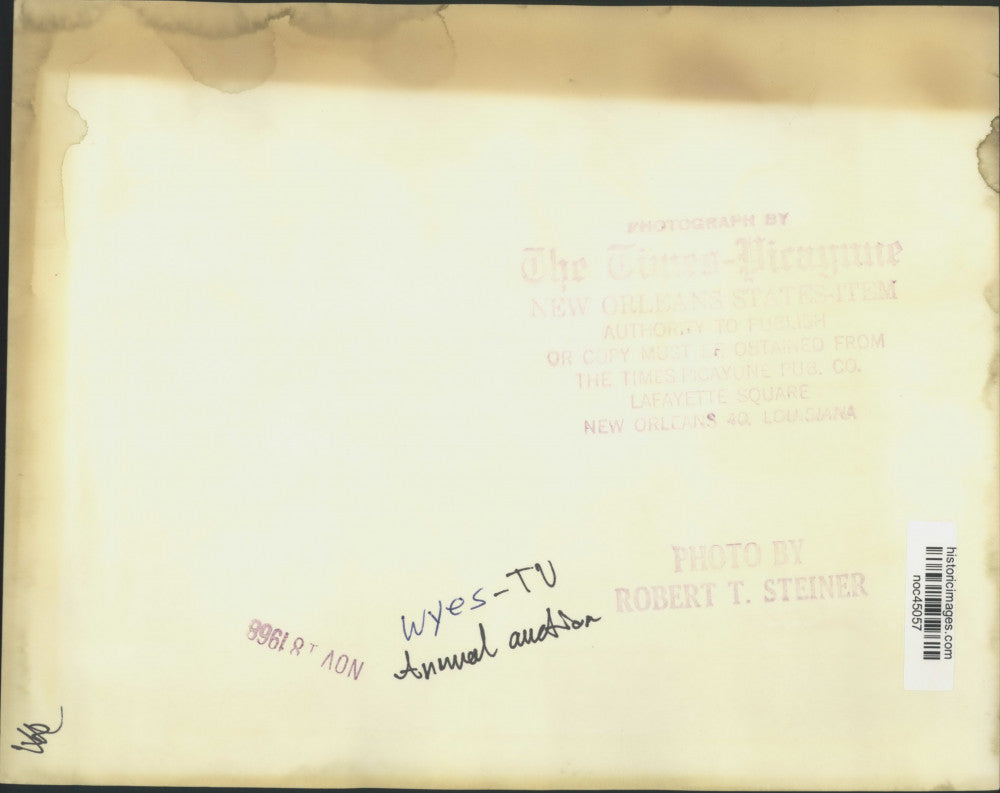 PHOTOGRAPH BY
The Times-Picayune
NEW ORLEANS STATES-ITEM
AUTHORITY TO PUBLISH
OR COPY MUST BE OBTAINED FROM
THE TIMES PICAYUNE PUB. CO.
LAFAYETTE SQUARE
NEW ORLEANS 40, LOUISIANA
PHOTO BY
ROBERT T. STEINER
WYES-TV
Annual auction
NOV 18 1968
historicimages.com
noc45057